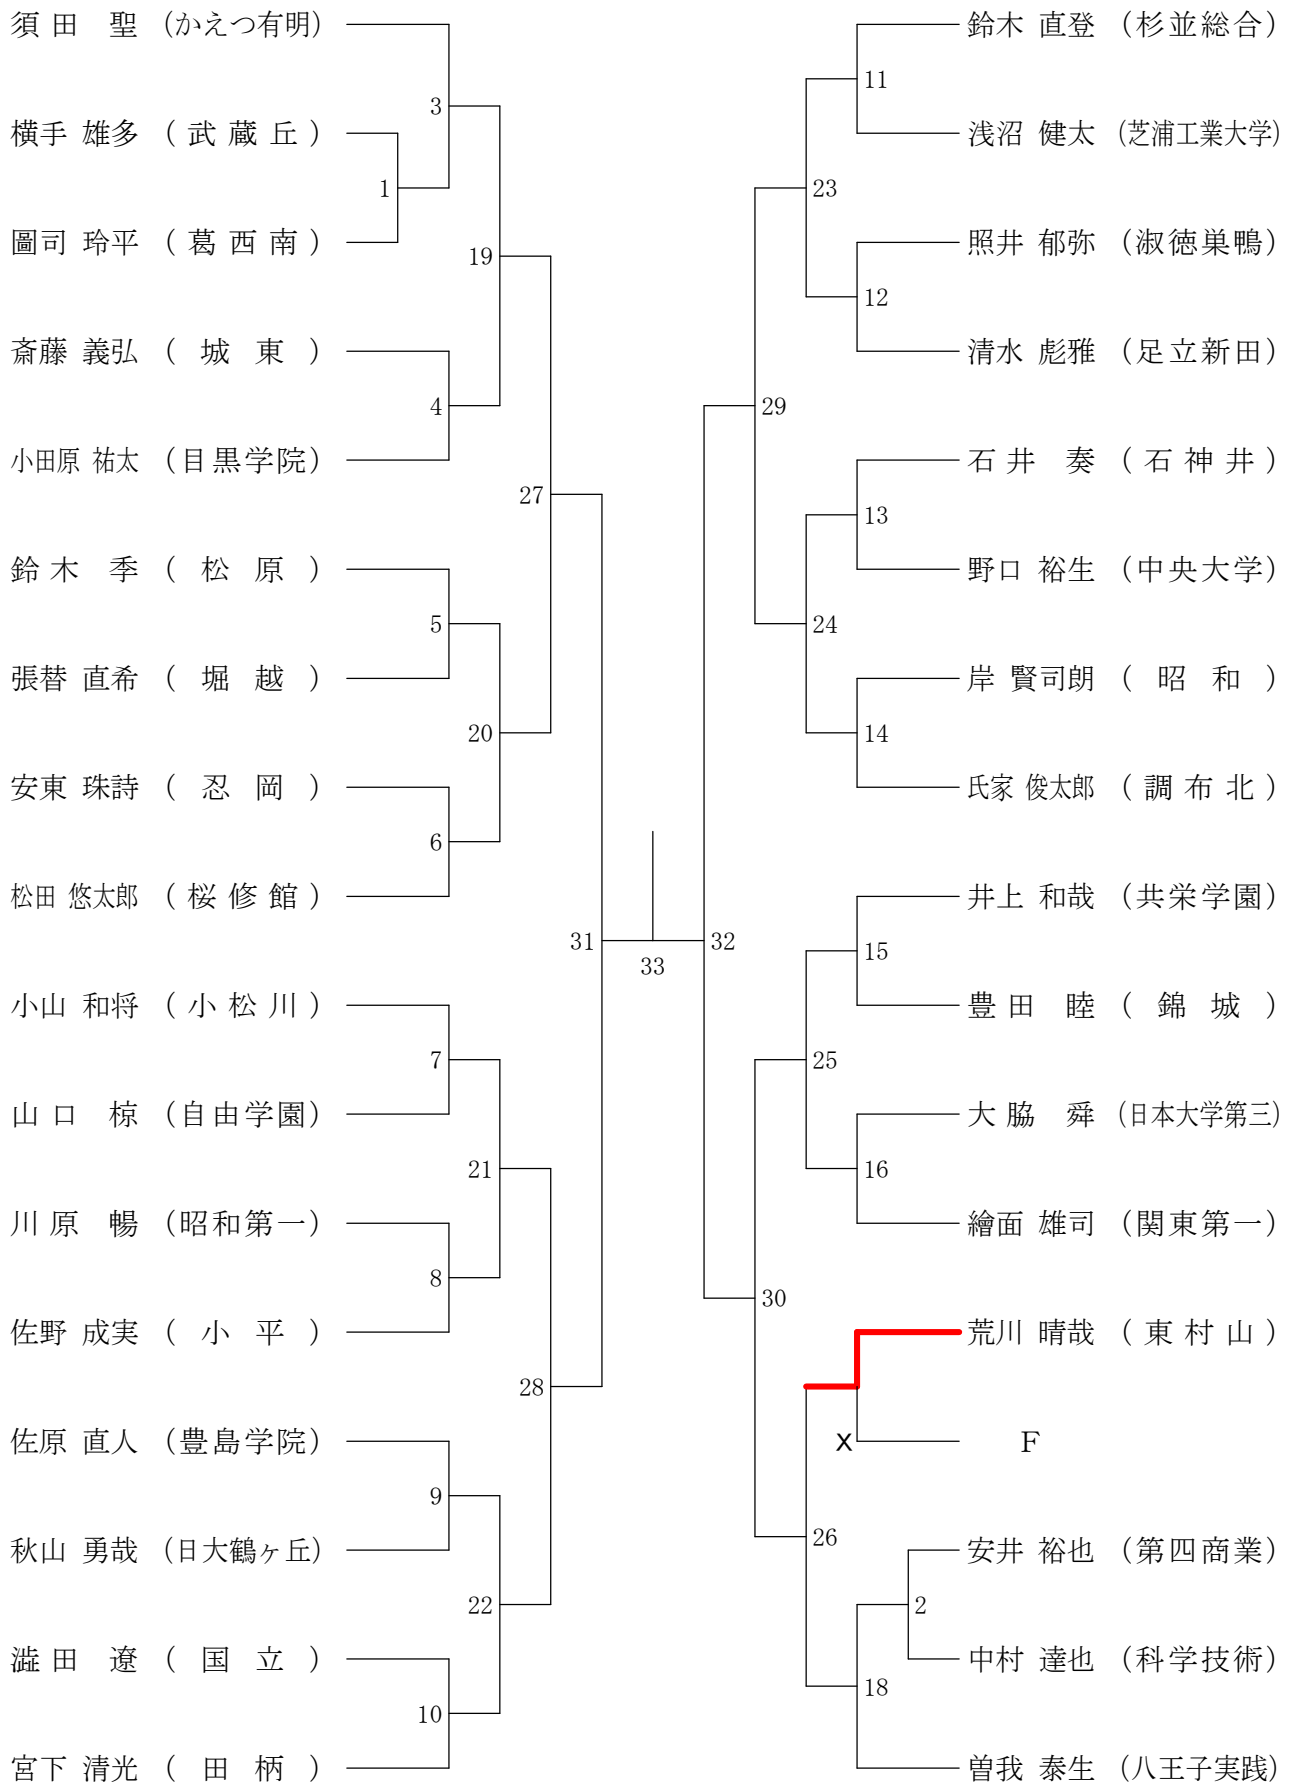 須田 聖 (かえつ有明)
3
横手 雄多 (武蔵丘)
1
圖司 玲平 (葛西南)
19
斎藤 義弘 (城東)
4
小田原 祐太 (目黒学院)
27
鈴木 季 (松原)
5
張替 直希 (堀越)
20
安東 珠詩 (忍岡)
6
松田 悠太郎 (桜修館)
31
小山 和将 (小松川)
7
山口 椋 (自由学園)
21
川原 暢 (昭和第一)
8
佐野 成実 (小平)
28
佐原 直人 (豊島学院)
9
秋山 勇哉 (日大鶴ヶ丘)
22
澁田 遼 (国立)
10
宮下 清光 (田柄)
33
鈴木 直登 (杉並総合)
11
浅沼 健太 (芝浦工業大学)
23
照井 郁弥 (淑徳巣鴨)
12
清水 彪雅 (足立新田)
29
石井 奏 (石神井)
13
野口 裕生 (中央大学)
24
岸 賢司朗 (昭和)
14
氏家 俊太郎 (調布北)
32
井上 和哉 (共栄学園)
15
豊田 睦 (錦城)
25
大脇 舜 (日本大学第三)
16
繪面 雄司 (関東第一)
30
荒川 晴哉 (東村山)
X F
26
安井 裕也 (第四商業)
2
中村 達也 (科学技術)
18
曽我 泰生 (八王子実践)